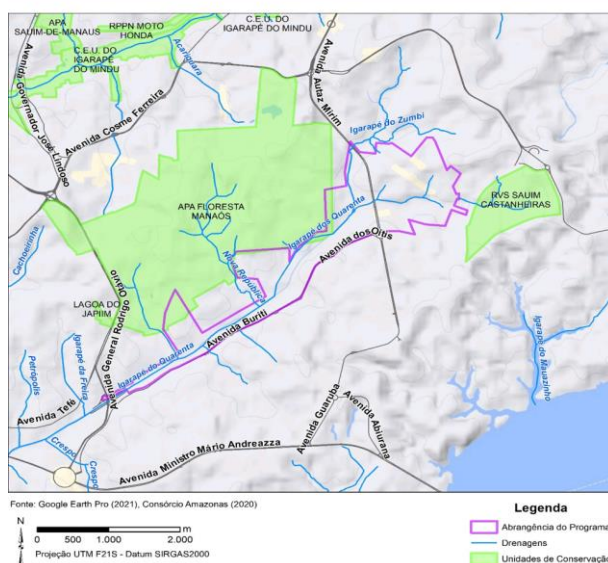 APA
SAUIM-DE-MANAUS
RPPN MOTO
HONDA
C.E.U. DO
IGARAPÉ DO MINDU
C.E.U. DO
IGARAPÉ
DO MINDU
Acariquara
Avenida Governador José Lindoso
Avenida Cosme Ferreira
Avenida Autaz Mirim
Igarapé do Zumbi
APA FLORESTA
MANAÓS
RVS SAUIM
CASTANHEIRAS
Igarapé dos Quarenta
Avenida dos Oitis
Cachoeirinha
Nova República
LAGOA DO
JAPIIM
Avenida General Rodrigo Otávio
Avenida Buriti
Igarapé do Quarenta
Igarapé do Mauazinho
Petrópolis
Igarapé da Freira
Avenida Tefé
Crespo
Crespo
Avenida Guaruba
Avenida Abiurana
Avenida Ministro Mário Andreazza
Fonte: Google Earth Pro (2021), Consórcio Amazonas (2020)
N
0 500 1.000 2.000
m
Projeção UTM F21S - Datum SIRGAS2000
Legenda
Abrangência do Programa
Drenagens
Unidades de Conservação